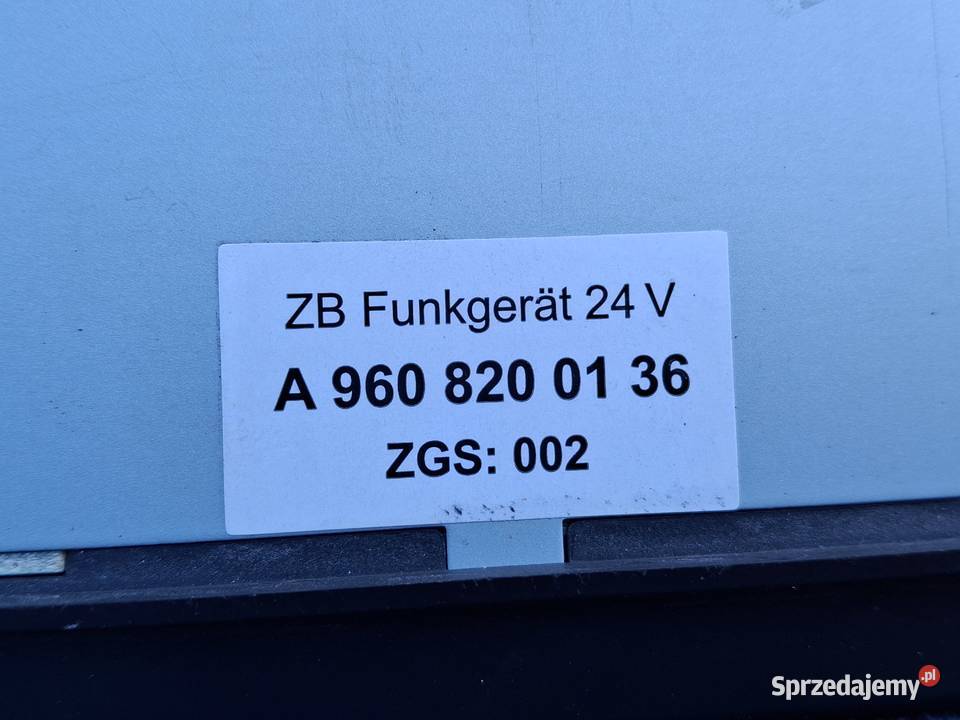 ZB Funkgerät 24 V
A 960 820 01 36
ZGS: 002
Sprzedajemy.pl